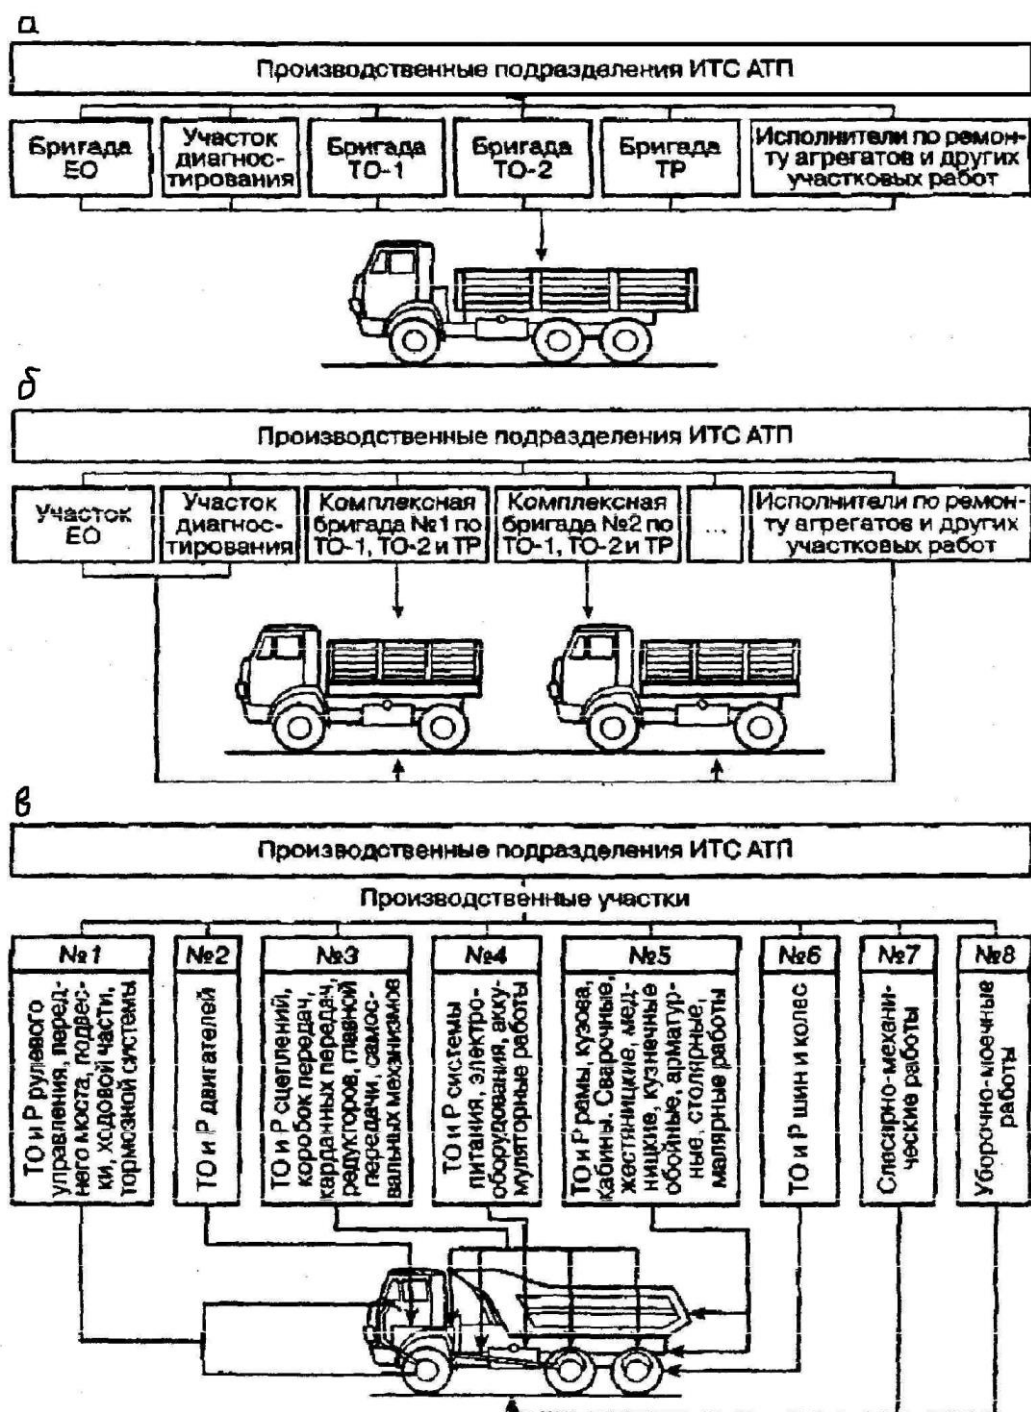 а
Производственные подразделения ИТС АТП
Бригада
ЕО
Участок
диагнос-
тирования
Бригада
ТО-1
Бригада
ТО-2
Бригада
ТР
Исполнители по ремон-
ту агрегатов и других
участковых работ
б
Производственные подразделения ИТС АТП
Участок
ЕО
Участок
диагнос-
тирования
Комплексная
бригада №1 по
ТО-1, ТО-2 и ТР
Комплексная
бригада №2 по
ТО-1, ТО-2 и ТР
...
Исполнители по ремон-
ту агрегатов и других
участковых работ
в
Производственные подразделения ИТС АТП
Производственные участки
№1
ТО и Р рулевого
управления, перед-
него моста, подвес-
ки, ходовой части,
тормозной системы
№2
ТО и Р двигателей
№3
ТО и Р сцеплений,
коробок передач,
карданных передач,
редукторов, главной
передачи, самос-
вальных механизмов
№4
ТО и Р системы
питания, электро-
оборудования, акку-
муляторные работы
№5
ТО и Р рамы, кузова,
кабины. Сварочные,
жестяницкие, мед-
ницкие, кузнечные
обойные, арматур-
ные, столярные,
малярные работы
№6
ТО и Р шин и колес
№7
Слесарно-механи-
ческие работы
№8
Уборочно-моечные
работы